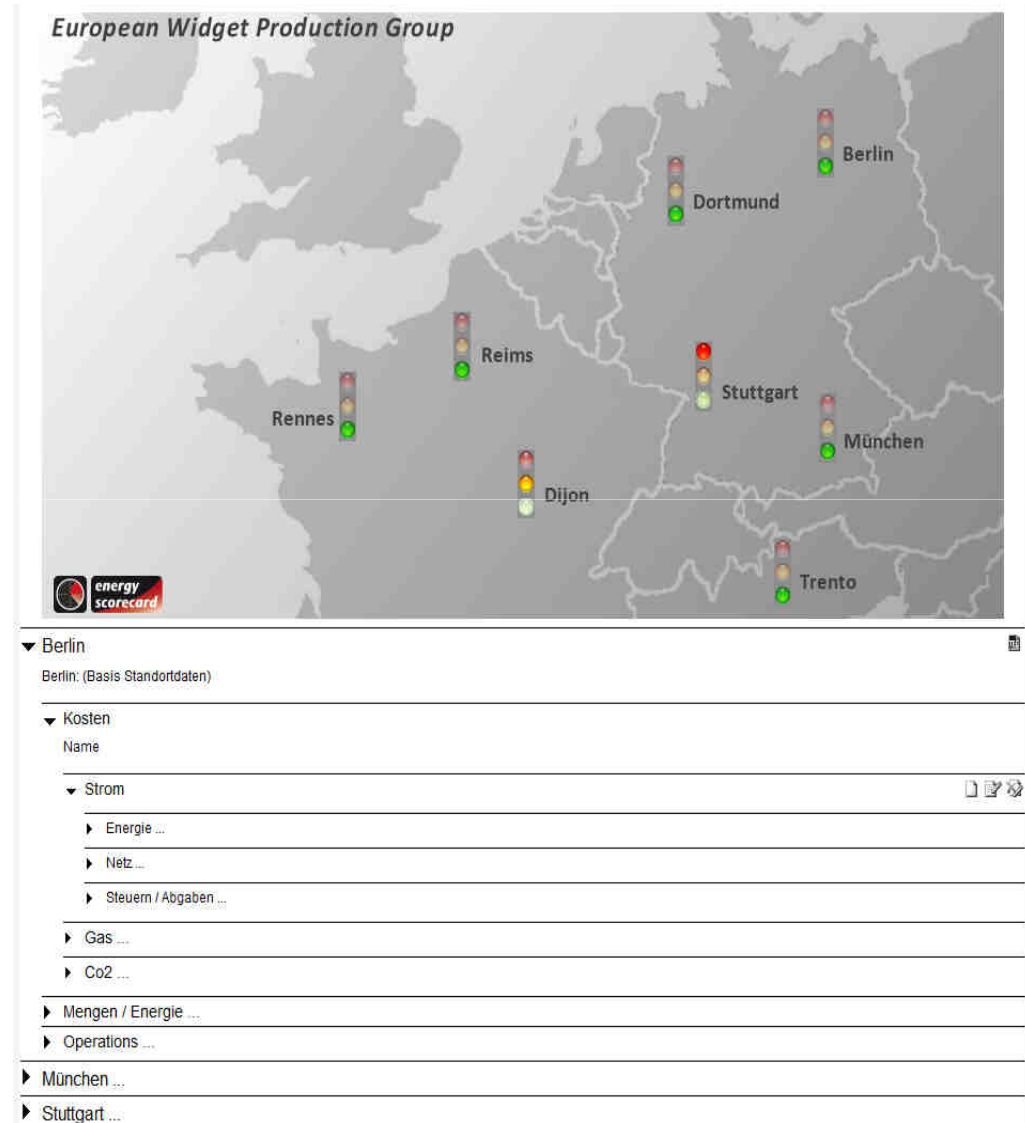 European Widget Production Group
Berlin
Dortmund
Reims
Stuttgart
Rennes
München
Dijon
Trento
energy
scorecard
Berlin
Berlin: (Basis Standortdaten)
Kosten
Name
Strom
Energie ...
Netz ...
Steuern / Abgaben ...
Gas ...
Co2 ...
Mengen / Energie ...
Operations ...
München ...
Stuttgart ...